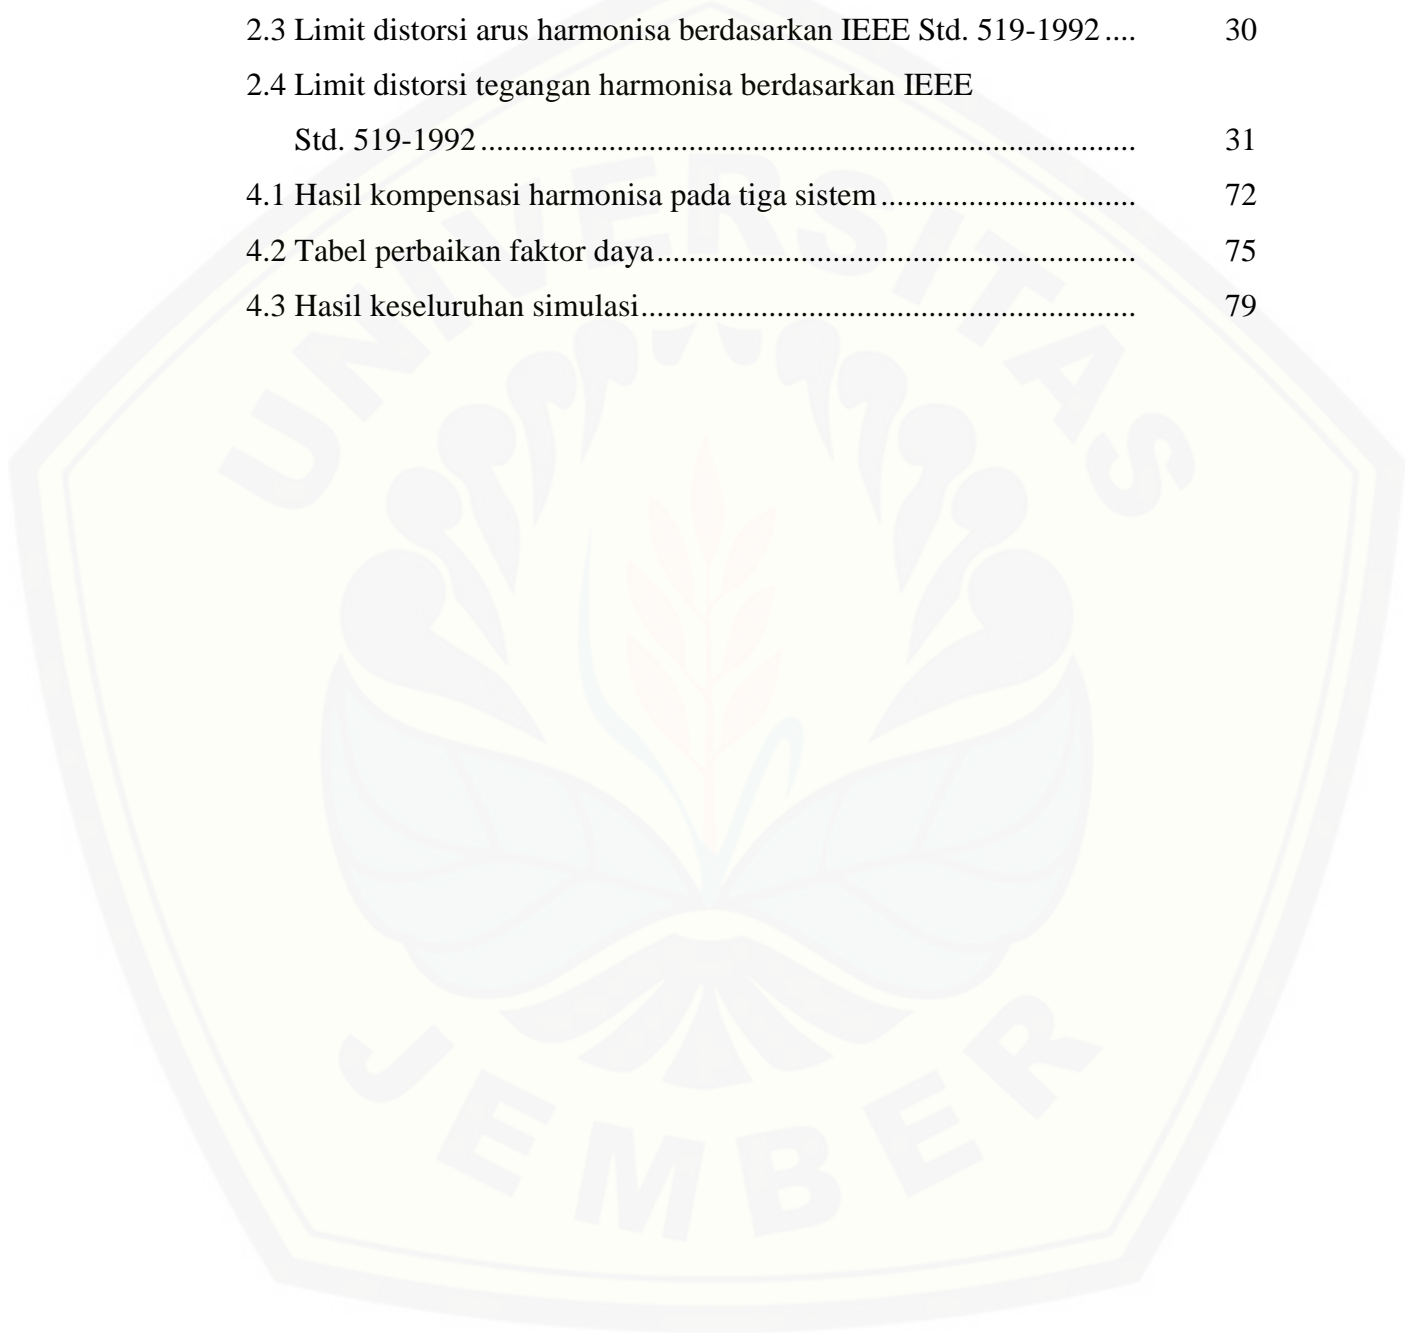 2.3 Limit distorsi arus harmonisa berdasarkan IEEE Std. 519-1992 .... 30
2.4 Limit distorsi tegangan harmonisa berdasarkan IEEE
Std. 519-1992 .................................................................................. 31
4.1 Hasil kompensasi harmonisa pada tiga sistem ................................ 72
4.2 Tabel perbaikan faktor daya............................................................ 75
4.3 Hasil keseluruhan simulasi.............................................................. 79
UNIVERSITAS
JEMBER